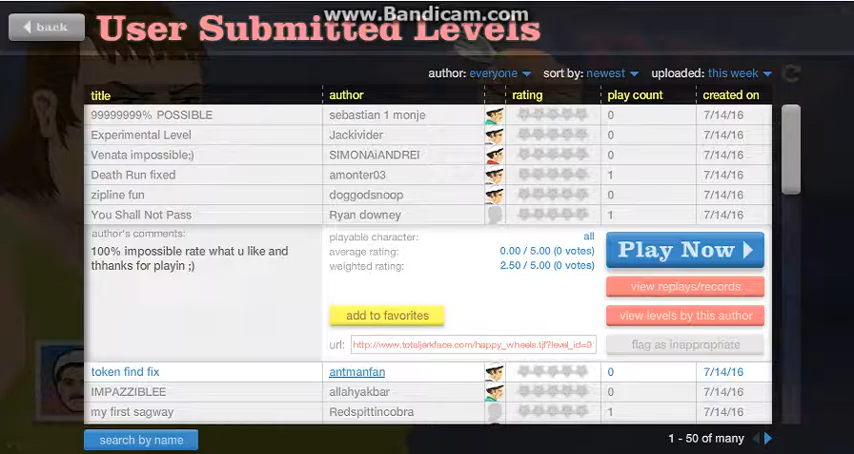 www.Bandicam.com
back
User Submitted Levels
author: everyone sort by: newest uploaded: this week
title author rating play count created on
99999999% POSSIBLE sebastian 1 monje 0 7/14/16
Experimental Level Jackivider 0 7/14/16
Venata impossible;) SIMONAiANDREI 0 7/14/16
Death Run fixed amonter03 1 7/14/16
zipline fun doggodsnoop 0 7/14/16
You Shall Not Pass Ryan downey 1 7/14/16
author's comments:
100% impossible rate what u like and
thhanks for playin ;)
playable character: all
average rating: 0.00 / 5.00 (0 votes)
weighted rating: 2.50 / 5.00 (0 votes)
add to favorites
url: http://www.totaljerkface.com/happy_wheels.tjf?level_id=9
Play Now
view replays/records
view levels by this author
flag as inappropriate
token find fix antmanfan 0 7/14/16
IMPAZZIBLEE allahyakbar 0 7/14/16
my first sagway Redspittincobra 1 7/14/16
search by name
1 - 50 of many